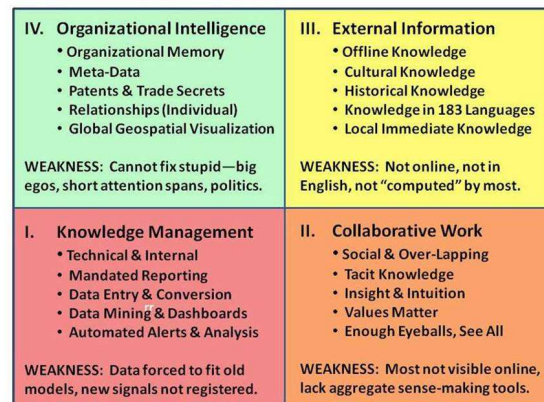 IV. Organizational Intelligence
• Organizational Memory
• Meta-Data
• Patents & Trade Secrets
• Relationships (Individual)
• Global Geospatial Visualization
WEAKNESS: Cannot fix stupid—big
egos, short attention spans, politics.
III. External Information
• Offline Knowledge
• Cultural Knowledge
• Historical Knowledge
• Knowledge in 183 Languages
• Local Immediate Knowledge
WEAKNESS: Not online, not in
English, not “computed” by most.
I. Knowledge Management
• Technical & Internal
• Mandated Reporting
• Data Entry & Conversion
• Data Mining & Dashboards
• Automated Alerts & Analysis
WEAKNESS: Data forced to fit old
models, new signals not registered.
II. Collaborative Work
• Social & Over-Lapping
• Tacit Knowledge
• Insight & Intuition
• Values Matter
• Enough Eyeballs, See All
WEAKNESS: Most not visible online,
lack aggregate sense-making tools.